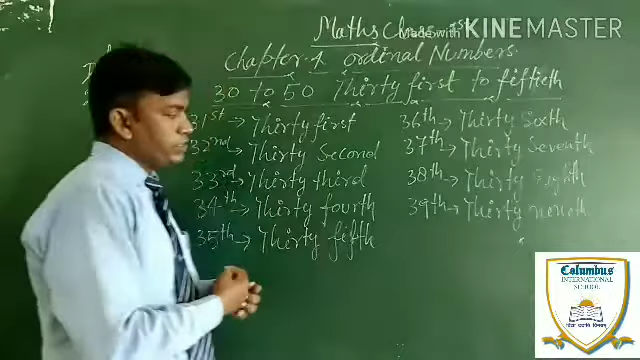 Maths Class
Made with KINEMASTER
Chapter-1 ordinal Numbers.
30 to 50 Thirty first to fiftieth
31st → Thirty first
32nd → Thirty Second
33rd → Thirty third
34th → Thirty fourth
35th → Thirty fifth
36th → Thirty Sixth
37th → Thirty Seventh
38th → Thirty Eighth
39th → Thirty
Columbus
INTERNATIONAL
SCHOOL